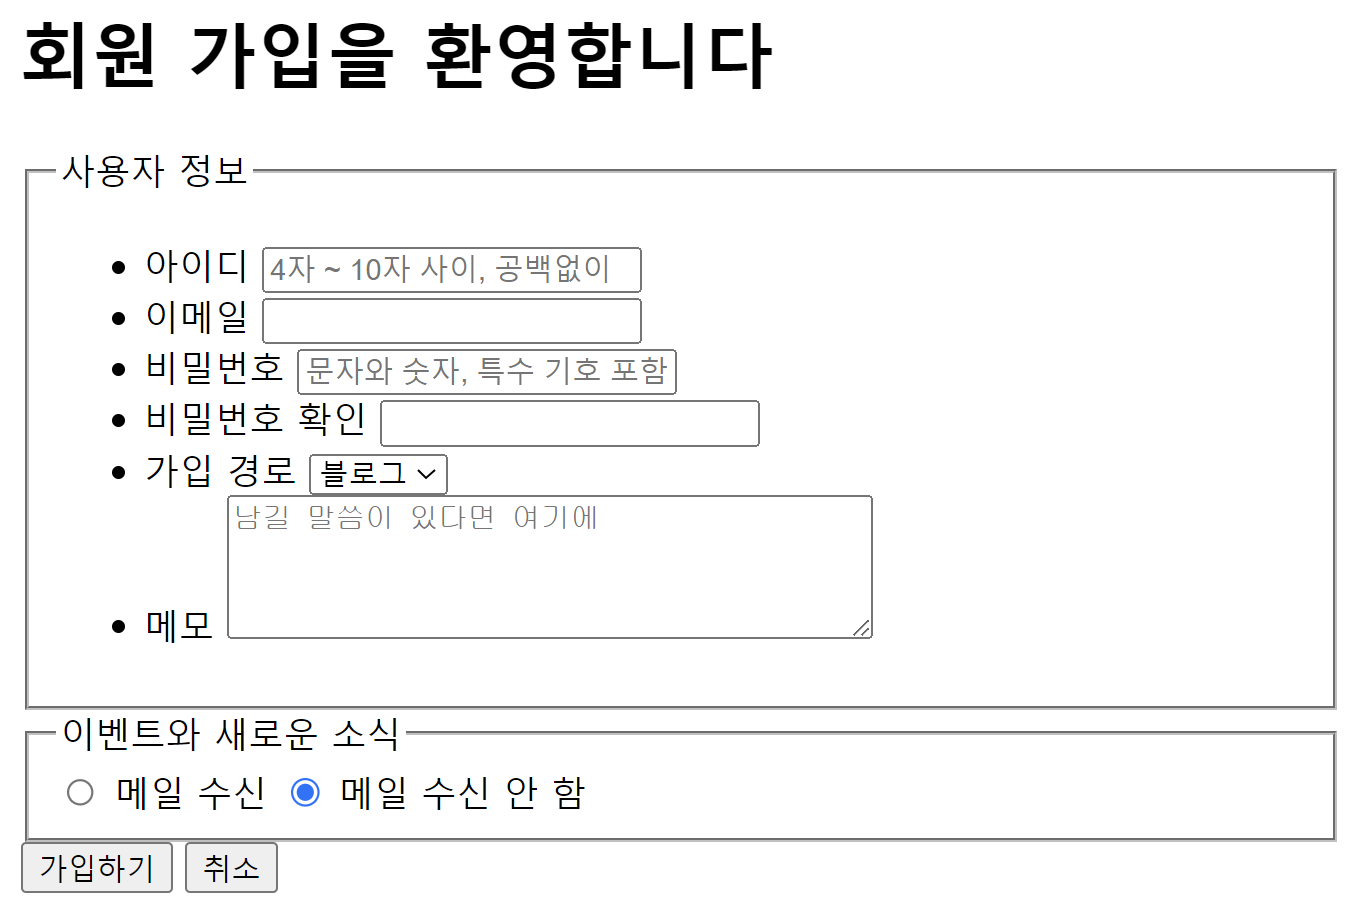 회원 가입을 환영합니다
사용자 정보
아이디 4자 ~ 10자 사이, 공백없이
이메일
비밀번호 문자와 숫자, 특수 기호 포함
비밀번호 확인
가입 경로 블로그
남길 말씀이 있다면 여기에
메모
이벤트와 새로운 소식
메일 수신 메일 수신 안 함
가입하기 취소